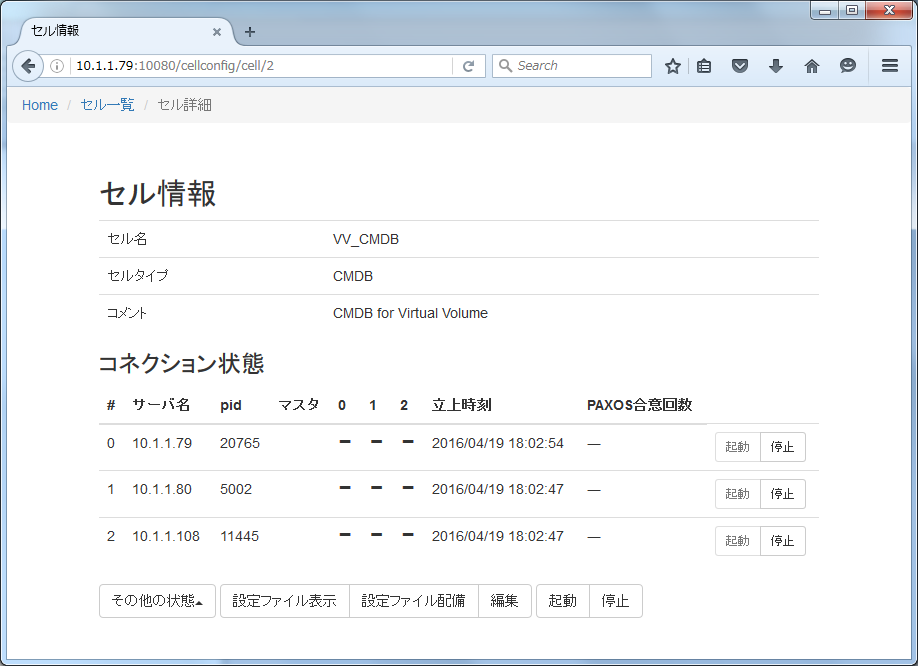 セル情報
10.1.1.79:10080/cellconfig/cell/2
Search
Home / セル一覧 / セル詳細
セル情報
セル名 VV_CMDB
セルタイプ CMDB
コメント CMDB for Virtual Volume
コネクション状態
# サーバ名 pid マスタ 0 1 2 立上時刻 PAXOS合意回数
0 10.1.1.79 20765 ━ ━ ━ 2016/04/19 18:02:54 — 起動 停止
1 10.1.1.80 5002 ━ ━ ━ 2016/04/19 18:02:47 — 起動 停止
2 10.1.1.108 11445 ━ ━ ━ 2016/04/19 18:02:47 — 起動 停止
その他の状態 設定ファイル表示 設定ファイル配備 編集 起動 停止